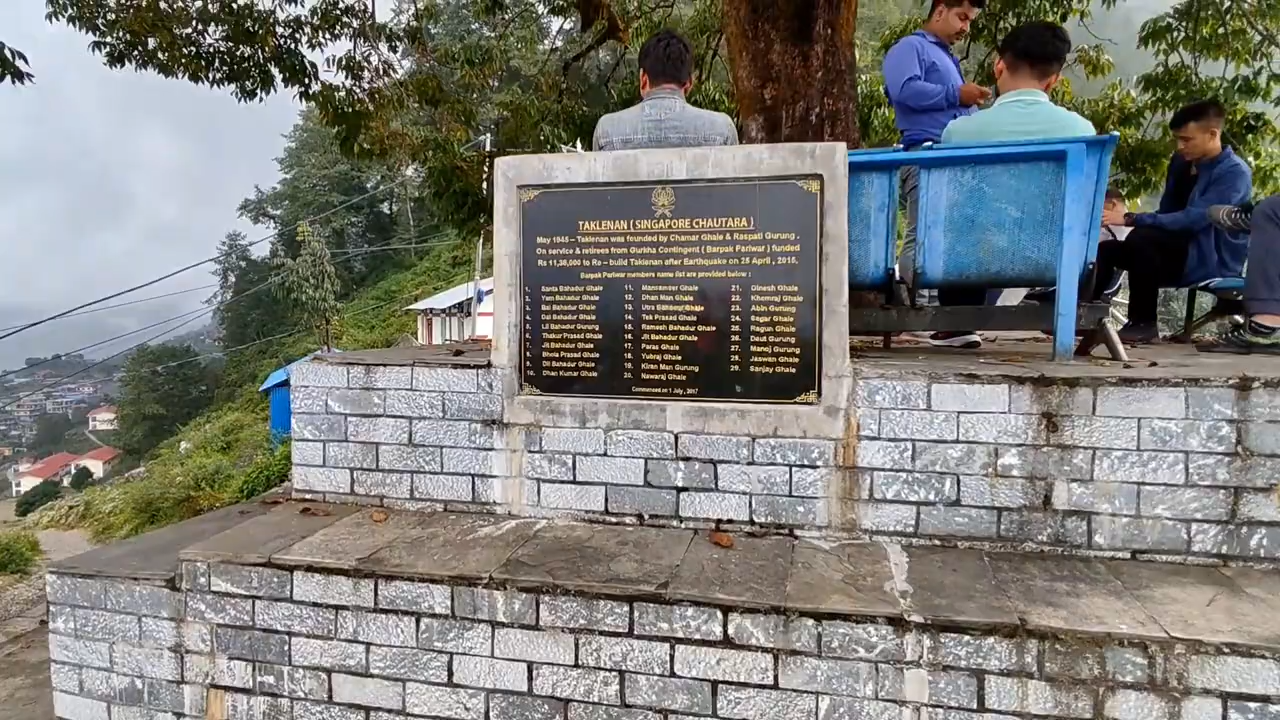 TAKLENAN ( SINGAPORE CHAUTARA )
May 1945 – Taklenan was founded by Chamar Ghale & Raspati Gurung .
On service & retirees from Gurkha Contingent ( Barpak Pariwar ) funded
Rs 11,38,000 to Re – build Taklenan after Earthquake on 25 April , 2015.
Barpak Pariwar members name list are provided below :
1. Santa Bahadur Ghale
2. Yam Bahadur Ghale
3. Bal Bahadur Ghale
4. Dal Bahadur Ghale
5. Lil Bahadur Gurung
6. Thakur Prasad Ghale
7. Jit Bahadur Ghale
8. Bhola Prasad Ghale
9. Dil Bahadur Ghale
10. Dhan Kumar Ghale
11. Ghale
12. Dhan Man Ghale
13. Ghale
14. Tek Prasad Ghale
15. Ramesh Bahadur Ghale
16. Jit Bahadur Ghale
17. Paras Ghale
18. Yubraj Ghale
19. Kiran Man Gurung
20. Nawaraj Ghale
21. Dinesh Ghale
22. Khemraj Ghale
23. Abin Gurung
24. Sagar Ghale
25. Ghale
26. Gurung
27. Manoj Gurung
28. Jaswan Ghale
29. Sanjay Ghale
Commenced on 1 July , 2017